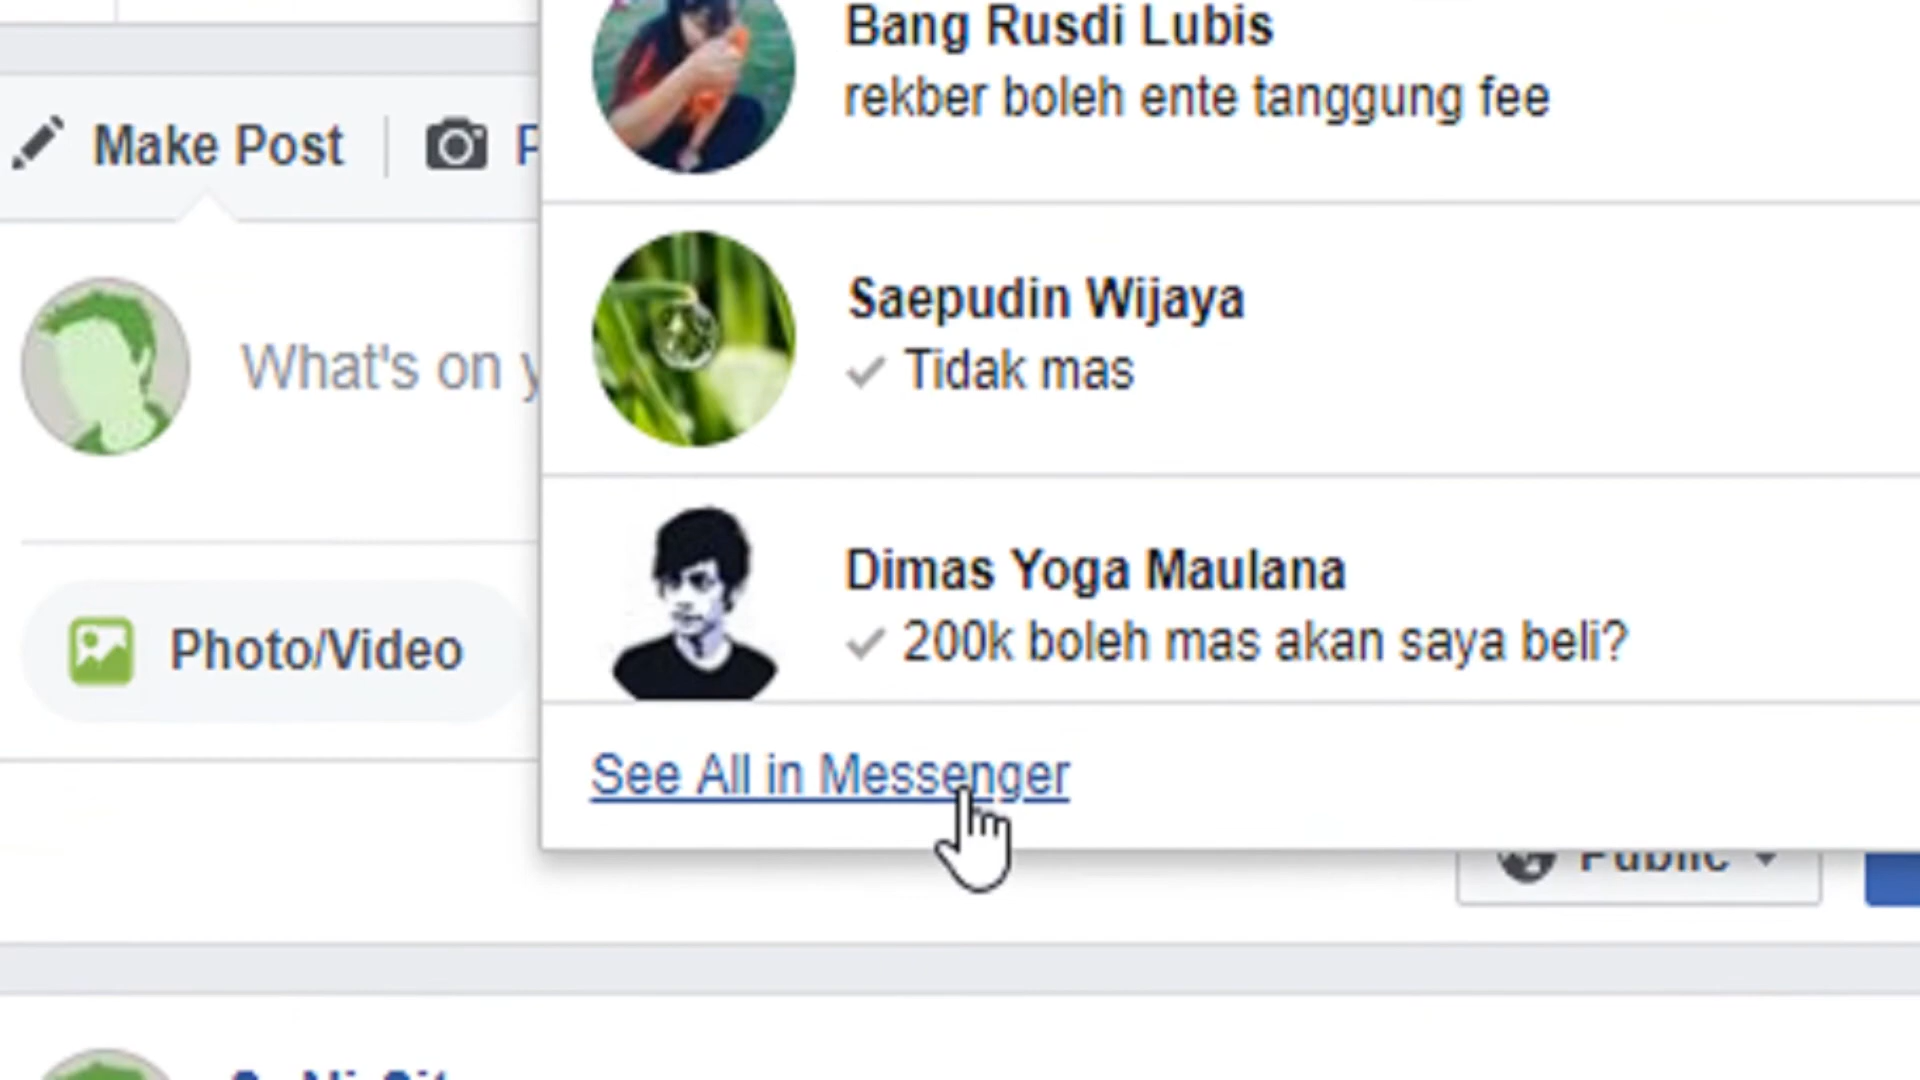 Bang Rusdi Lubis
rekber boleh ente tanggung fee
Make Post
What's on
Saepudin Wijaya
Tidak mas
Dimas Yoga Maulana
200k boleh mas akan saya beli?
Photo/Video
See All in Messenger
Public